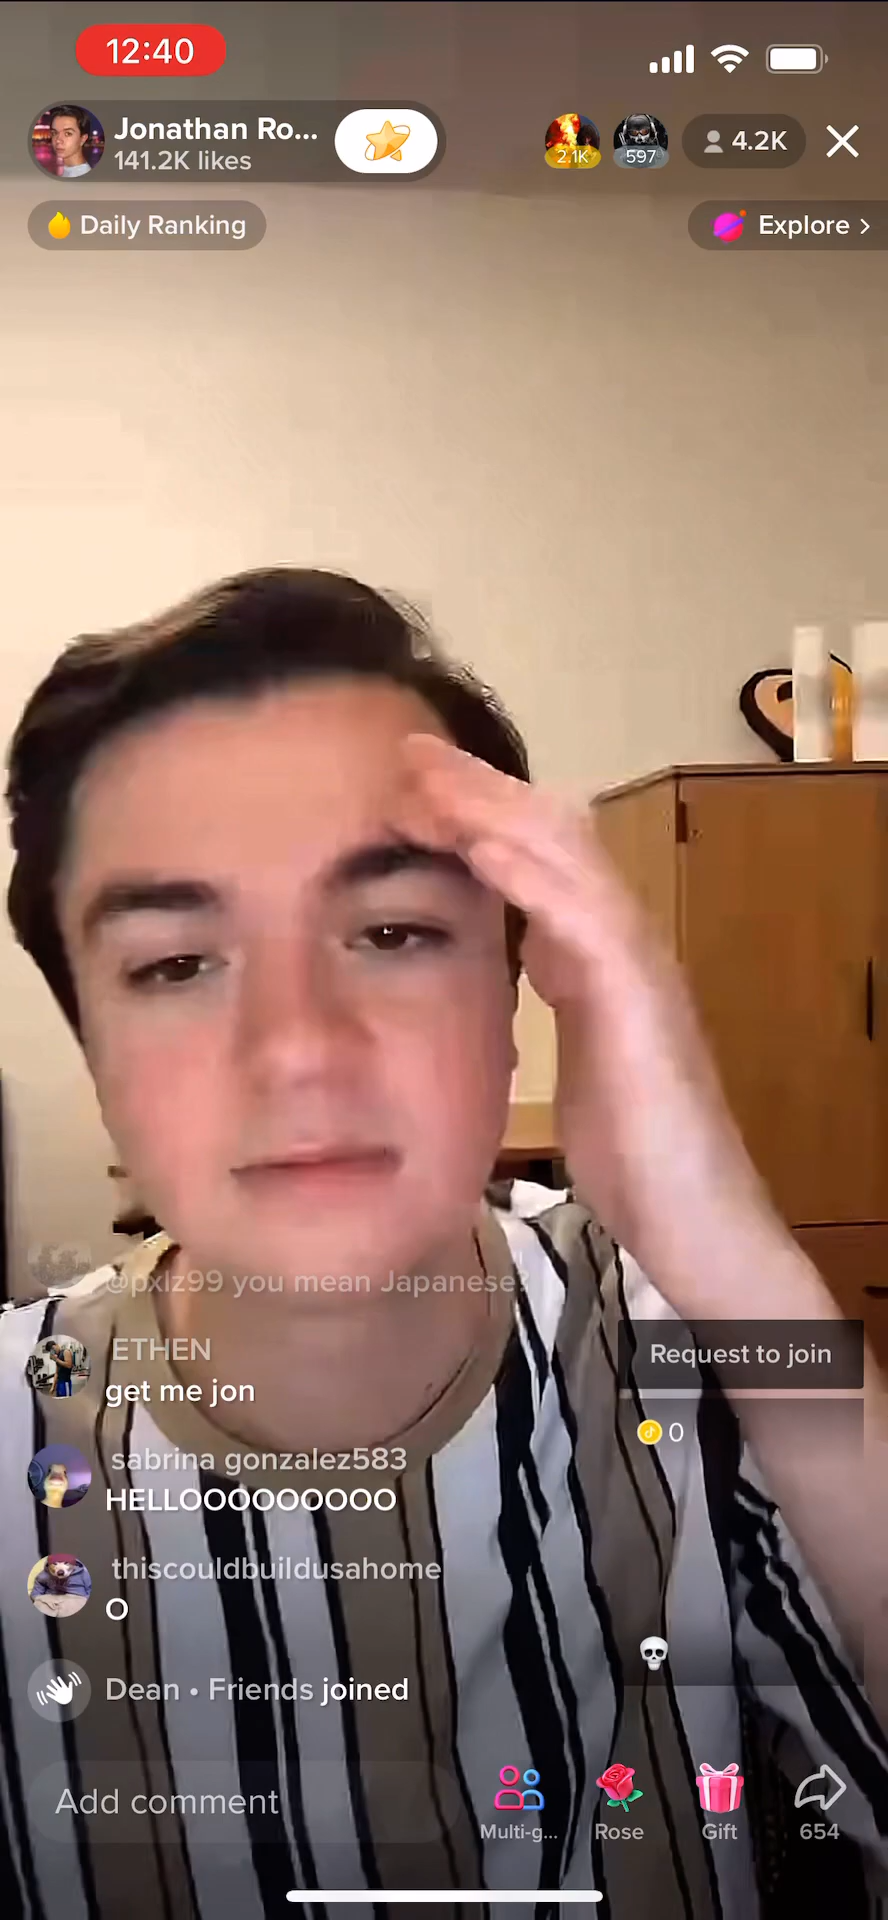 12:40
Jonathan Ro...
141.2K likes
2.1K
597
4.2K
Daily Ranking
Explore >
@pxlz99 you mean Japanese?
ETHEN
get me jon
Request to join
0
sabrina gonzalez583
HELLOOOOOOOOO
thiscouldbuildusahome
O
Dean • Friends joined
Add comment
Multi-g...
Rose
Gift
654